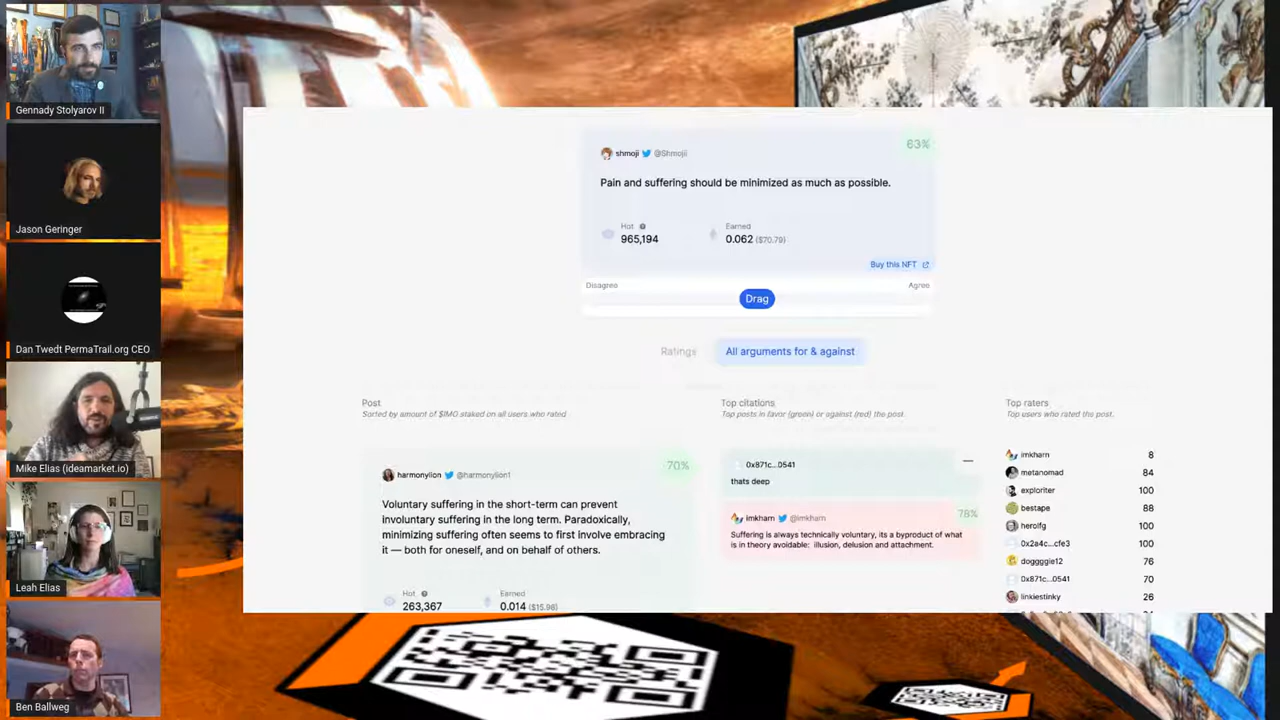 Gennady Stolyarov II
Jason Geringer
Dan Twedt PermaTrail.org CEO
Mike Elias (ideamarket.io)
Leah Elias
Ben Ballweg
shmoji @Shmojii
63%
Pain and suffering should be minimized as much as possible.
Hot
965,194
Earned
0.062 ($70.79)
Buy this NFT
Disagree
Agree
Drag
Ratings
All arguments for & against
Post
Sorted by amount of $IMO staked on all users who rated
harmonylion @harmonylion1
70%
Voluntary suffering in the short-term can prevent
involuntary suffering in the long term. Paradoxically,
minimizing suffering often seems to first involve embracing
it — both for oneself, and on behalf of others.
Hot
263,367
Earned
0.014 ($15.98)
Top citations
Top posts in favor (green) or against (red) the post.
0x871c...0541
—
thats deep
imkharn @imkharn
78%
Suffering is always technically voluntary, its a byproduct of what
is in theory avoidable: illusion, delusion and attachment.
Top raters
Top users who rated this post.
imkharn 8
metanomad 84
exploriter 100
bestape 88
herolfg 100
0x2a4c...cfe3 100
doggggie12 76
0x871c...0541 70
linkiestinky 26